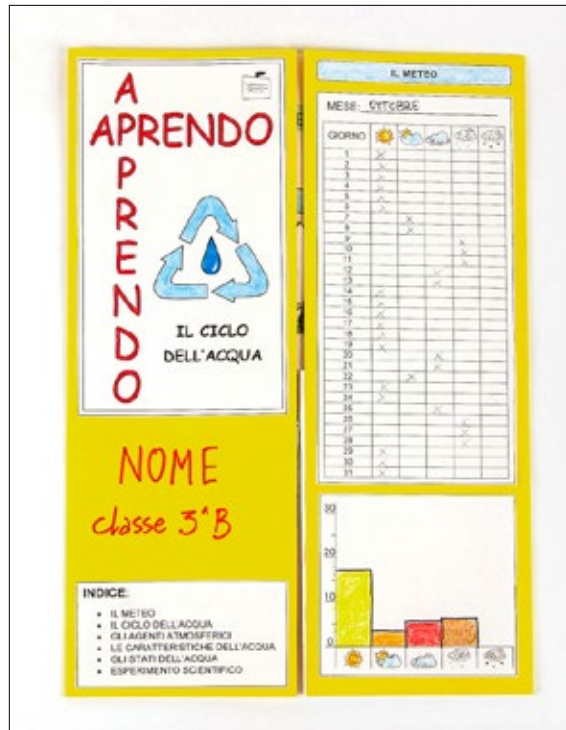 A
APRENDO
P
R
E
N
D
O
IL CICLO
DELL'ACQUA
NOME
classe 3ª B
INDICE:
• IL METEO
• IL CICLO DELL'ACQUA
• GLI AGENTI ATMOSFERICI
• LE CARATTERISTICHE DELL'ACQUA
• GLI STATI DELL'ACQUA
• ESPERIMENTO SCIENTIFICO
IL METEO
MESE: OTTOBRE
GIORNO
1
2
3
4
5
6
7
8
9
10
11
12
13
14
15
16
17
18
19
20
21
22
23
24
25
26
27
28
29
30
31
30
20
10
0